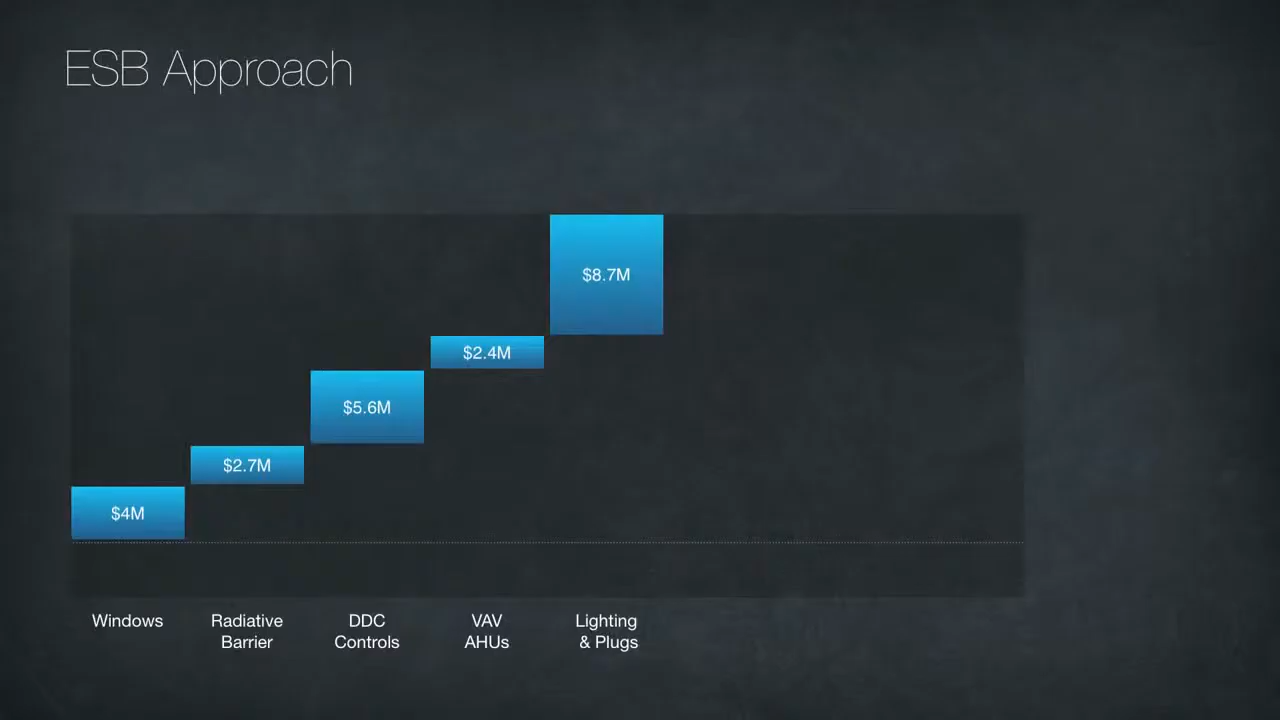 ESB Approach
$8.7M
$2.4M
$5.6M
$2.7M
$4M
Windows
Radiative
Barrier
DDC
Controls
VAV
AHUs
Lighting
& Plugs